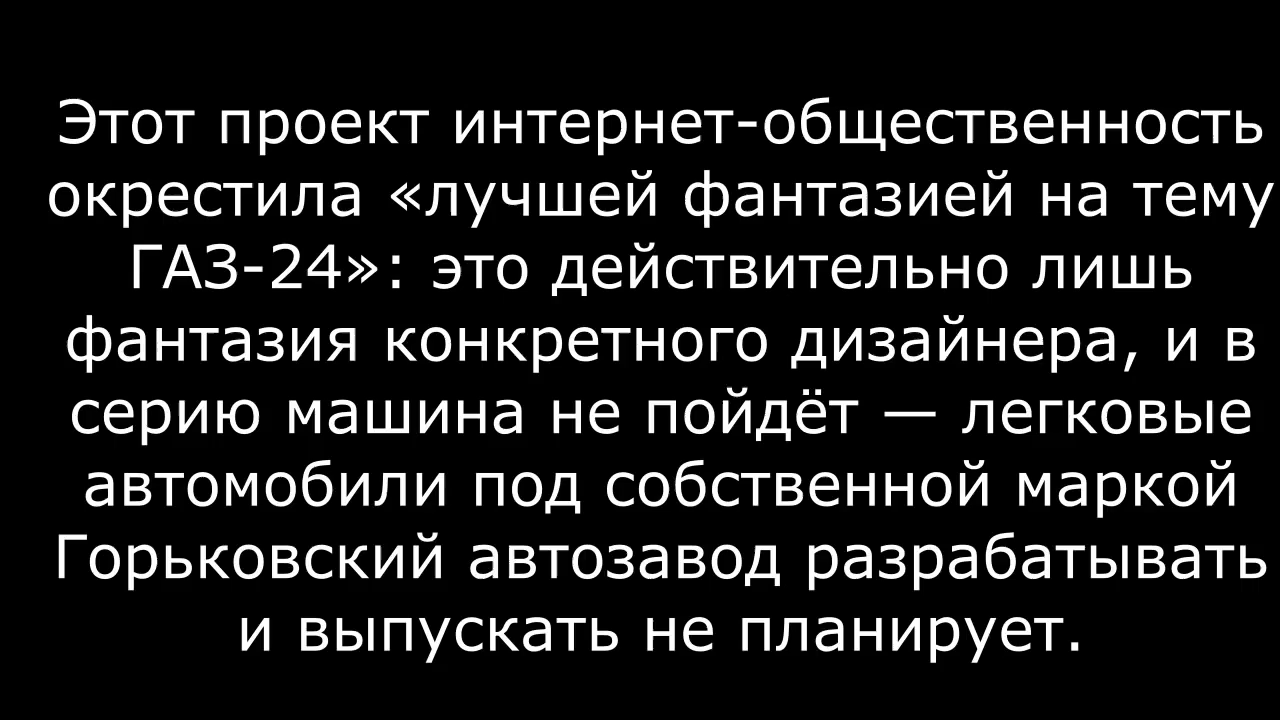 Этот проект интернет-общественность
окрестила «лучшей фантазией на тему
ГАЗ-24»: это действительно лишь
фантазия конкретного дизайнера, и в
серию машина не пойдёт — легковые
автомобили под собственной маркой
Горьковский автозавод разрабатывать
и выпускать не планирует.